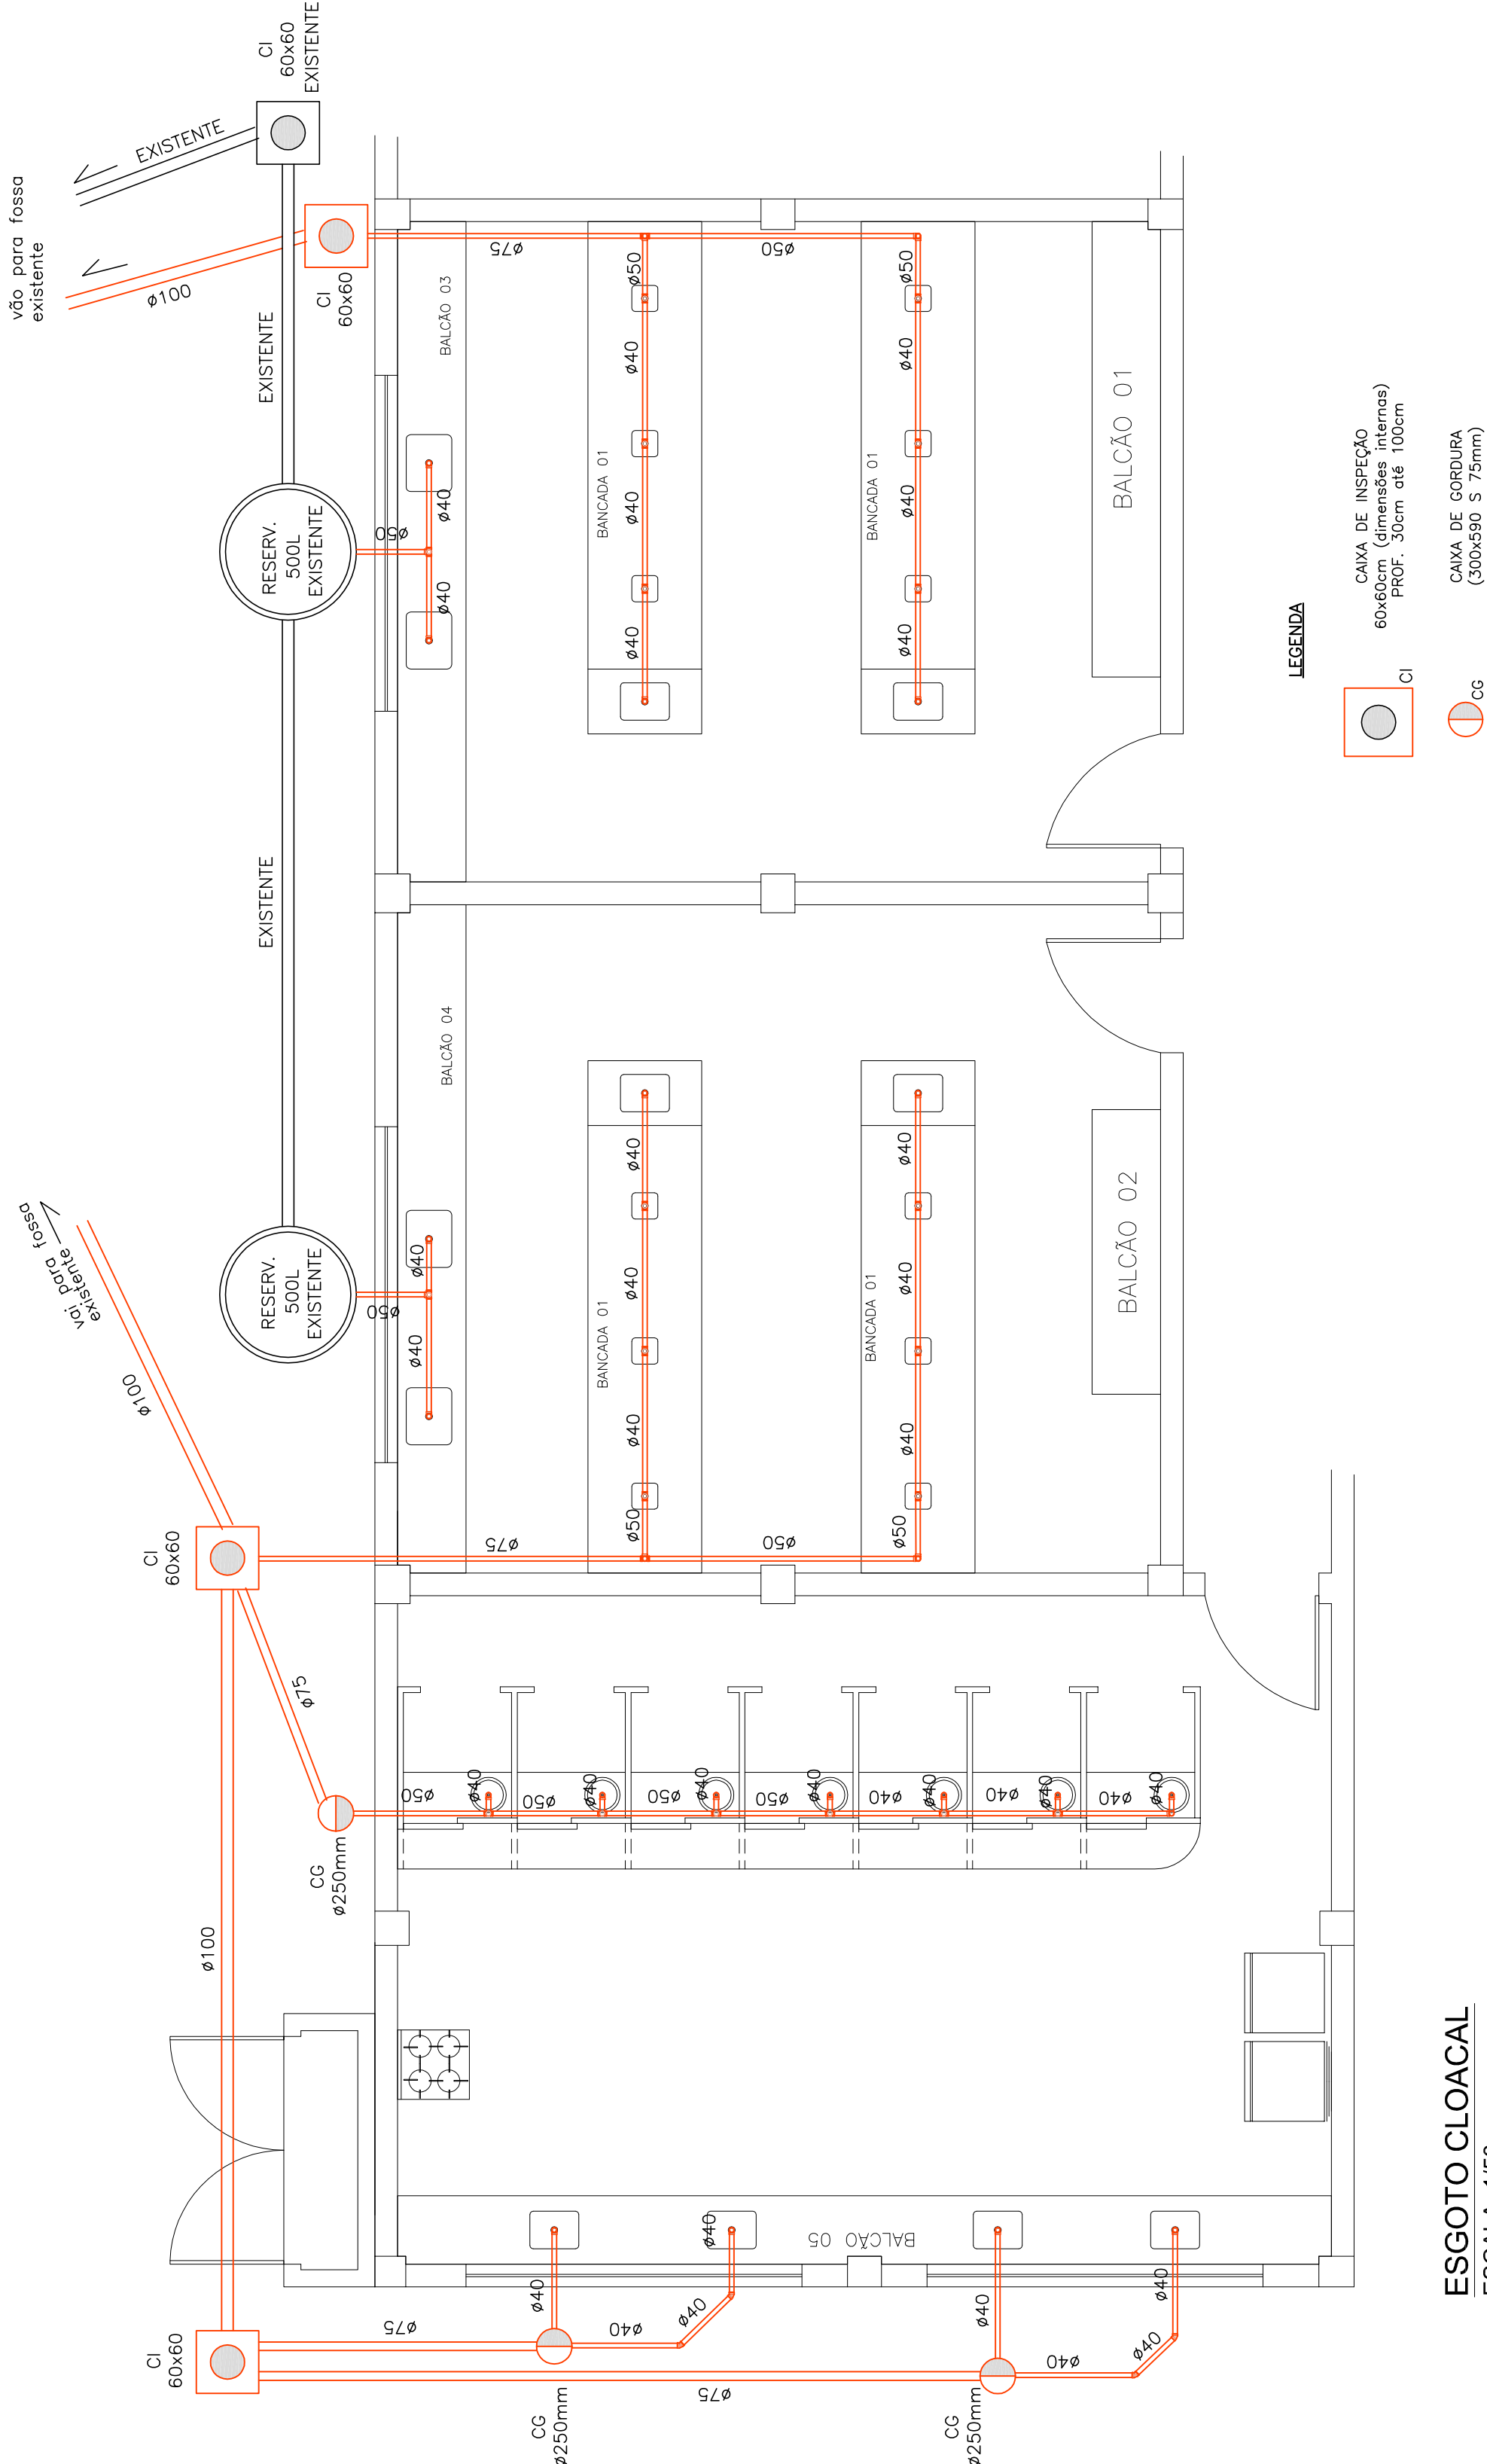 vão para fossa
existente
EXISTENTE
CI
60x60
EXISTENTE
ø100
CI
60x60
EXISTENTE
ø75
ø50
BALCÃO 03
ø50
ø40
ø40
ø40
BANCADA 01
ø50
ø40
ø40
ø40
BANCADA 01
BALCÃO 01
RESERV.
500L
EXISTENTE
ø50
ø40
ø40
EXISTENTE
BALCÃO 04
vai para fossa
existente
ø100
RESERV.
500L
EXISTENTE
ø50
ø40
ø40
ø40
ø40
ø40
ø50
BANCADA 01
ø40
ø40
ø40
ø50
BANCADA 01
BALCÃO 02
CI
60x60
ø75
ø50
ø75
CG
ø250mm
ø50
ø40
ø50
ø40
ø50
ø40
ø50
ø40
ø40
ø40
ø40
ø40
ø40
ø40
ø100
CI
60x60
ø75
ø75
ø40
ø40
ø40
ø40
BALCÃO 05
ø40
ø40
ø40
ø40
CG
ø250mm
CG
ø250mm
LEGENDA
CAIXA DE INSPEÇÃO
60x60cm (dimensões internas)
PROF. 30cm até 100cm
CI
CAIXA DE GORDURA
(300x590 S 75mm)
CG
ESGOTO CLOACAL